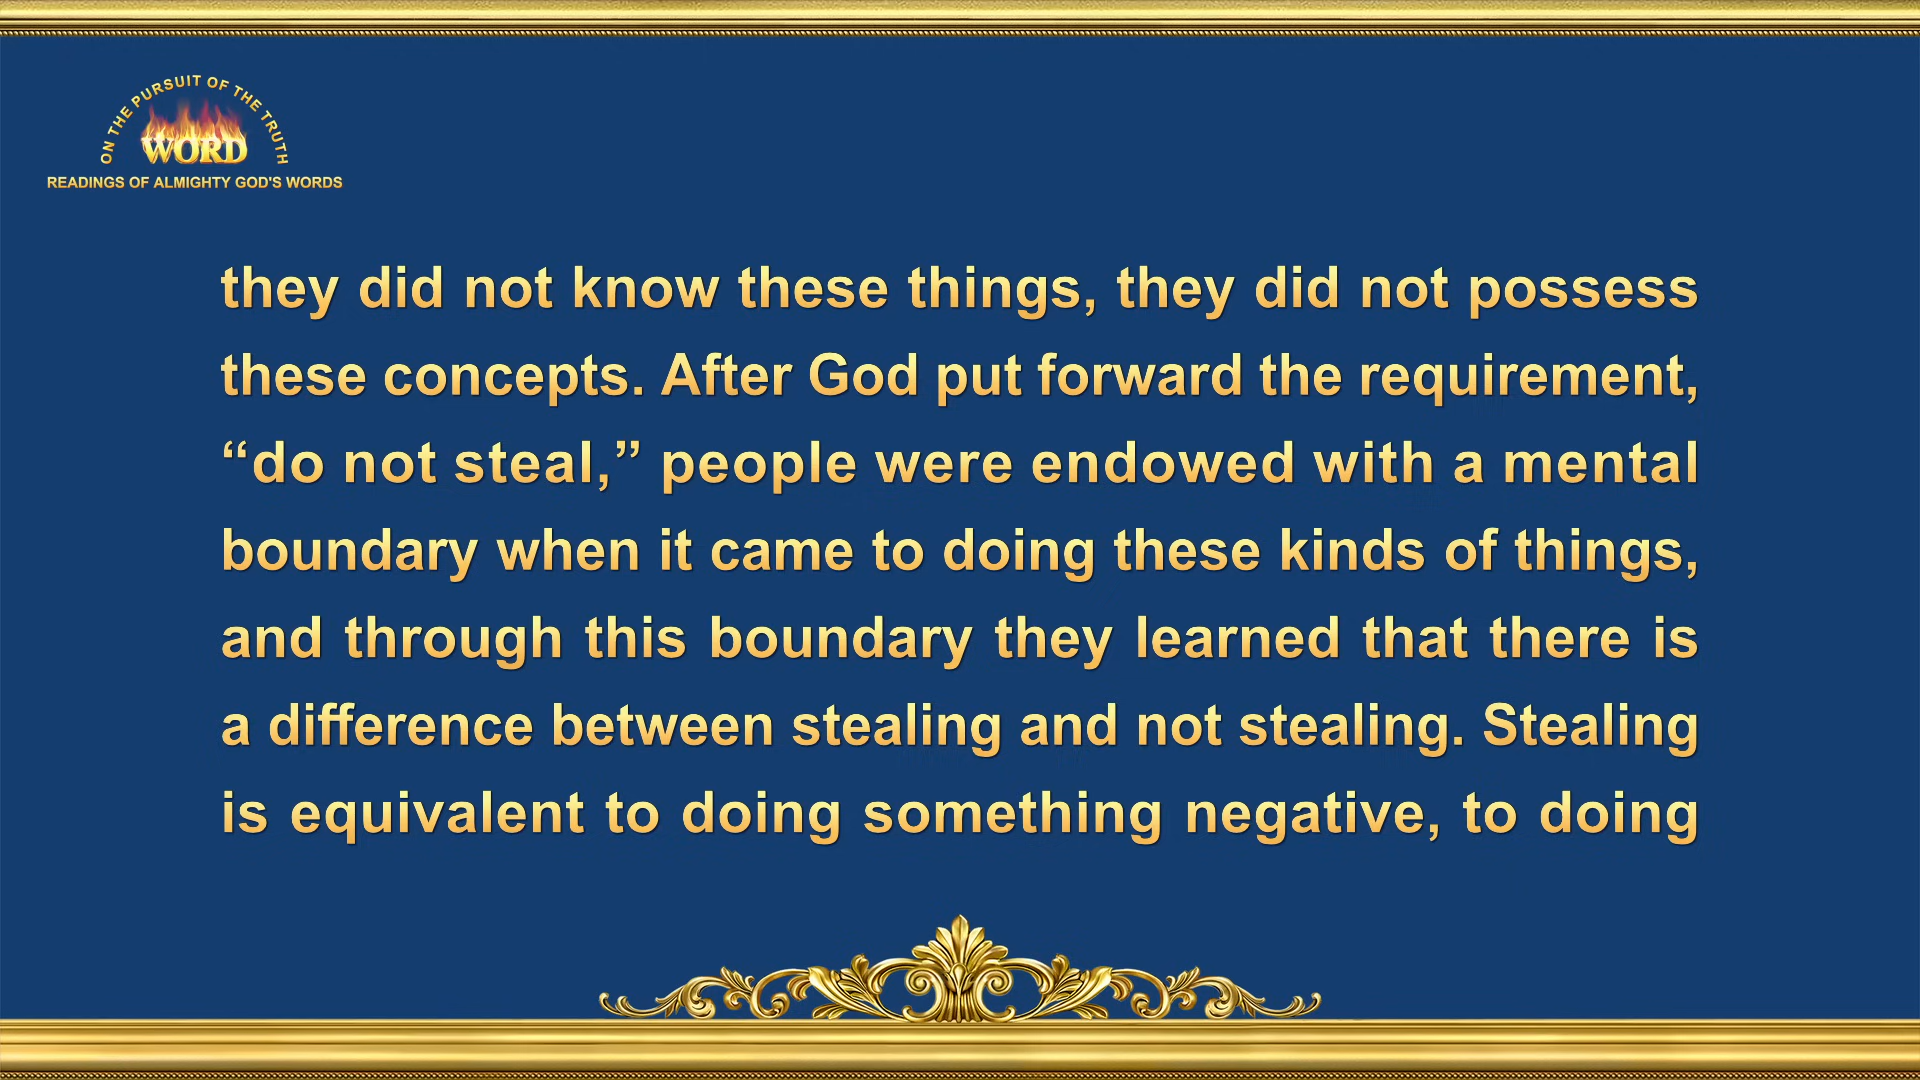 ON THE PURSUIT OF THE TRUTH
WORD
READINGS OF ALMIGHTY GOD'S WORDS
they did not know these things, they did not possess
these concepts. After God put forward the requirement,
“do not steal,” people were endowed with a mental
boundary when it came to doing these kinds of things,
and through this boundary they learned that there is
a difference between stealing and not stealing. Stealing
is equivalent to doing something negative, to doing